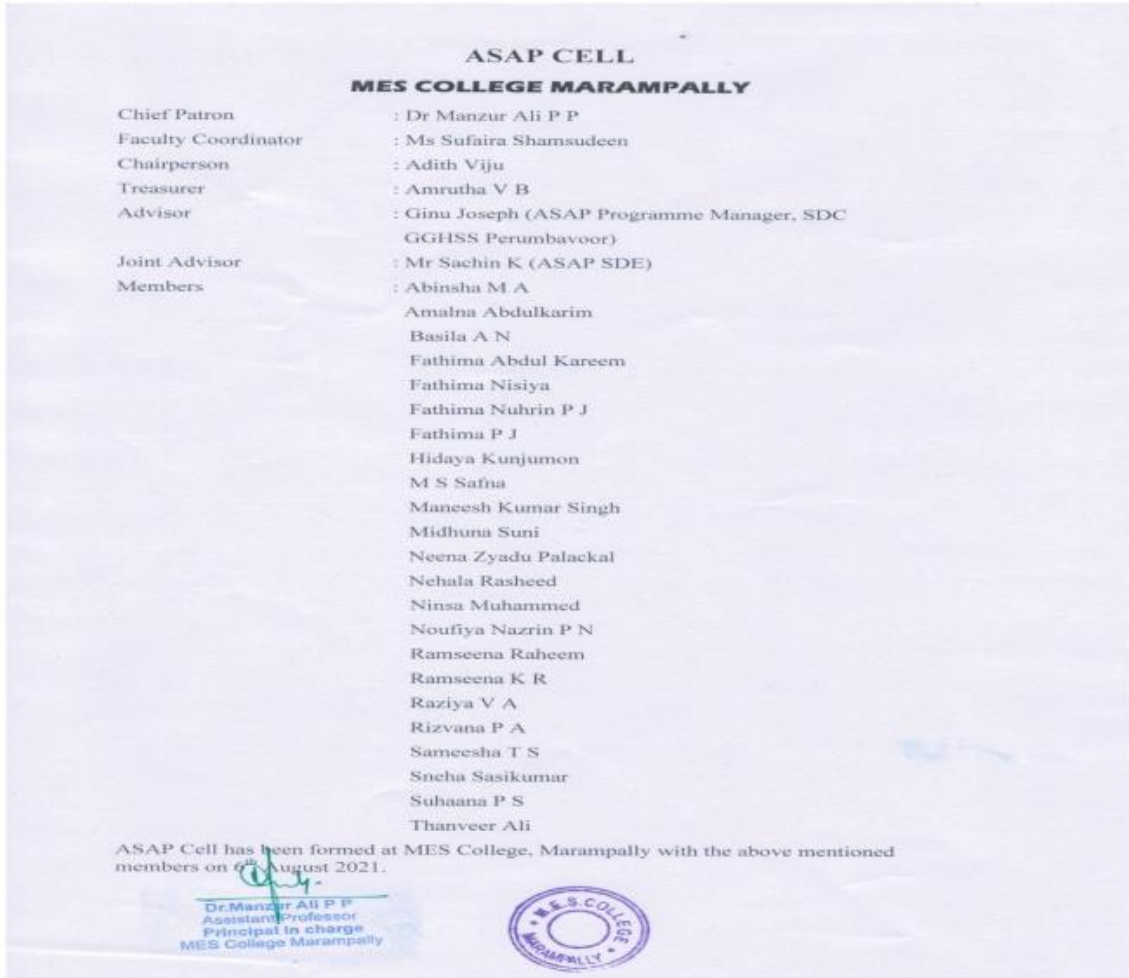 ASAP CELL
MES COLLEGE MARAMPALLY
Chief Patron : Dr Manzur Ali P P
Faculty Coordinator : Ms Sufaira Shamsudeen
Chairperson : Adith Viju
Treasurer : Amrutha V B
Advisor : Ginu Joseph (ASAP Programme Manager, SDC
GGHSS Perumbavoor)
Joint Advisor : Mr Sachin K (ASAP SDE)
Members : Abinsha M A
Amalna Abdulkarim
Basila A N
Fathima Abdul Kareem
Fathima Nisiya
Fathima Nuhrin P J
Fathima P J
Hidaya Kunjumon
M S Safna
Maneesh Kumar Singh
Midhuna Suni
Neena Zyadu Palackal
Nehala Rasheed
Ninsa Muhammed
Noufiya Nazrin P N
Ramseena Raheem
Ramseena K R
Raziya V A
Rizvana P A
Sameesha T S
Sneha Sasikumar
Suhaana P S
Thanveer Ali
ASAP Cell has been formed at MES College, Marampally with the above mentioned
members on 6th August 2021.
Dr.Manzur Ali P P
Assistant Professor
Principal in charge
MES College Marampally
M.E.S.COLLEGE
MARAMPALLY